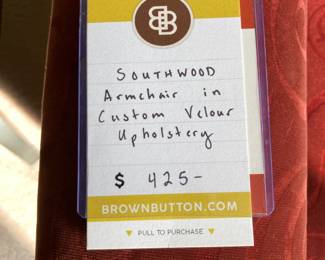 BB
SOUTHWOOD
Armchair in
Custom Velour
Upholstery
$ 425-
BROWNBUTTON.COM
▼ PULL TO PURCHASE ▼